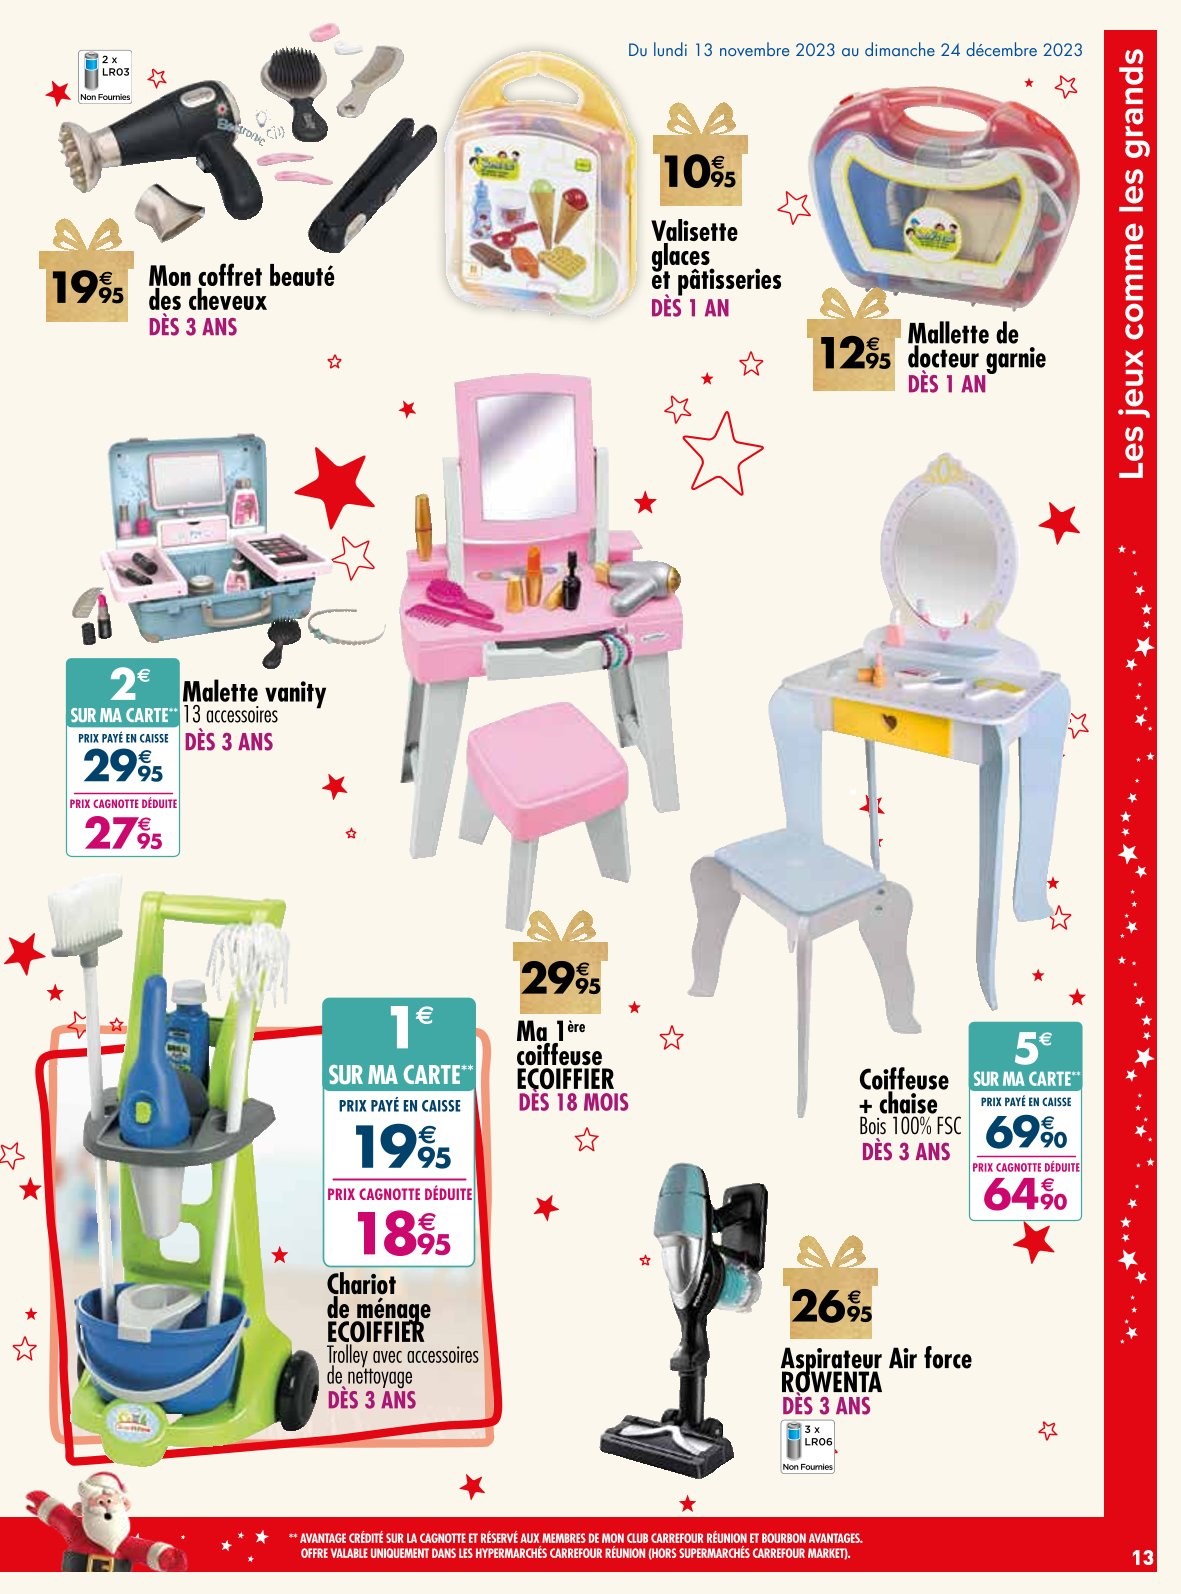 Du lundi 13 novembre 2023 au dimanche 24 décembre 2023
Les jeux comme les grands
2 x
LR03
Non Fournies
Electronic
19€95
Mon coffret beauté
des cheveux
DÈS 3 ANS
10€95
Valisette
glaces
et pâtisseries
DÈS 1 AN
12€95
Mallette de
docteur garnie
DÈS 1 AN
2€
SUR MA CARTE**
PRIX PAYÉ EN CAISSE
29€95
PRIX CAGNOTTE DÉDUITE
27€95
Malette vanity
13 accessoires
DÈS 3 ANS
29€95
Ma 1ère
coiffeuse
ECOIFFIER
DÈS 18 MOIS
Coiffeuse
+ chaise
Bois 100% FSC
DÈS 3 ANS
5€
SUR MA CARTE**
PRIX PAYÉ EN CAISSE
69€90
PRIX CAGNOTTE DÉDUITE
64€90
1€
SUR MA CARTE**
PRIX PAYÉ EN CAISSE
19€95
PRIX CAGNOTTE DÉDUITE
18€95
Chariot
de ménage
ECOIFFIER
Trolley avec accessoires
de nettoyage
DÈS 3 ANS
26€95
Aspirateur Air force
ROWENTA
DÈS 3 ANS
3 x
LR06
Non Fournies
** AVANTAGE CRÉDITÉ SUR LA CAGNOTTE ET RÉSERVÉ AUX MEMBRES DE MON CLUB CARREFOUR RÉUNION ET BOURBON AVANTAGES.
OFFRE VALABLE UNIQUEMENT DANS LES HYPERMARCHÉS CARREFOUR RÉUNION (HORS SUPERMARCHÉS CARREFOUR MARKET).
13